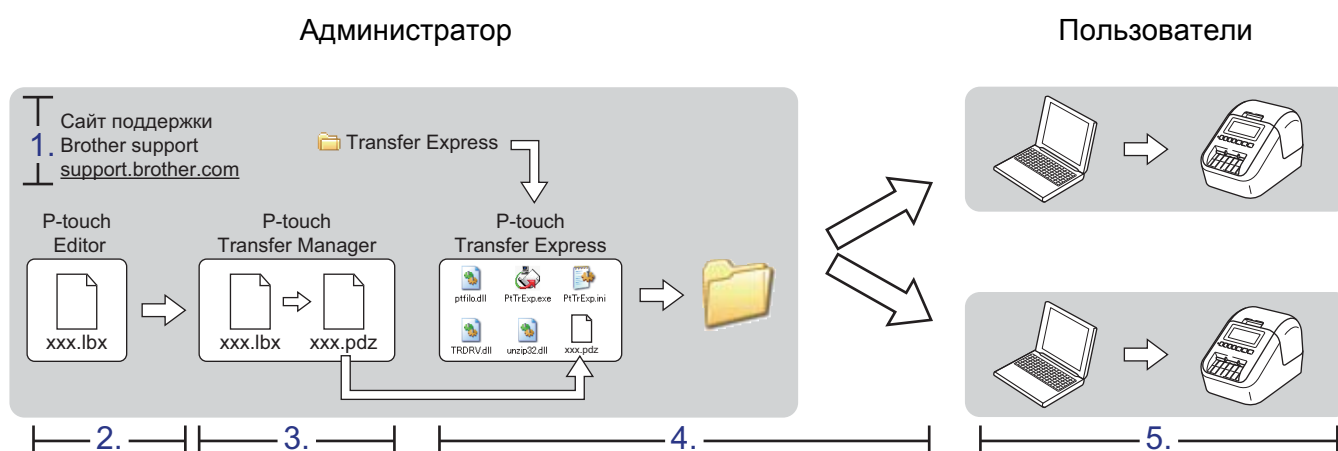 Администратор
Пользователи
Сайт поддержки
1. Brother support
support.brother.com
Transfer Express
P-touch
Editor
xxx.lbx
P-touch
Transfer Manager
xxx.lbx
xxx.pdz
P-touch
Transfer Express
ptfilo.dll
PtTrExp.exe
PtTrExp.ini
TRDRV.dll
unzip32.dll
xxx.pdz
2.
3.
4.
5.